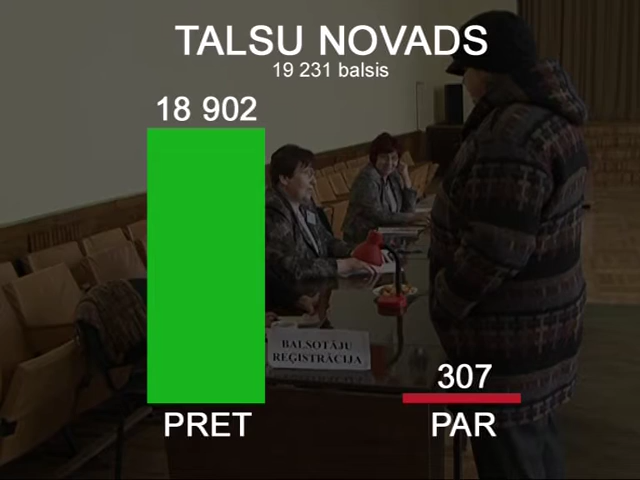 TALSU NOVADS
19 231 balsis
18 902
307
PRET
PAR
BALSOTĀJU
REĢISTRĀCIJA